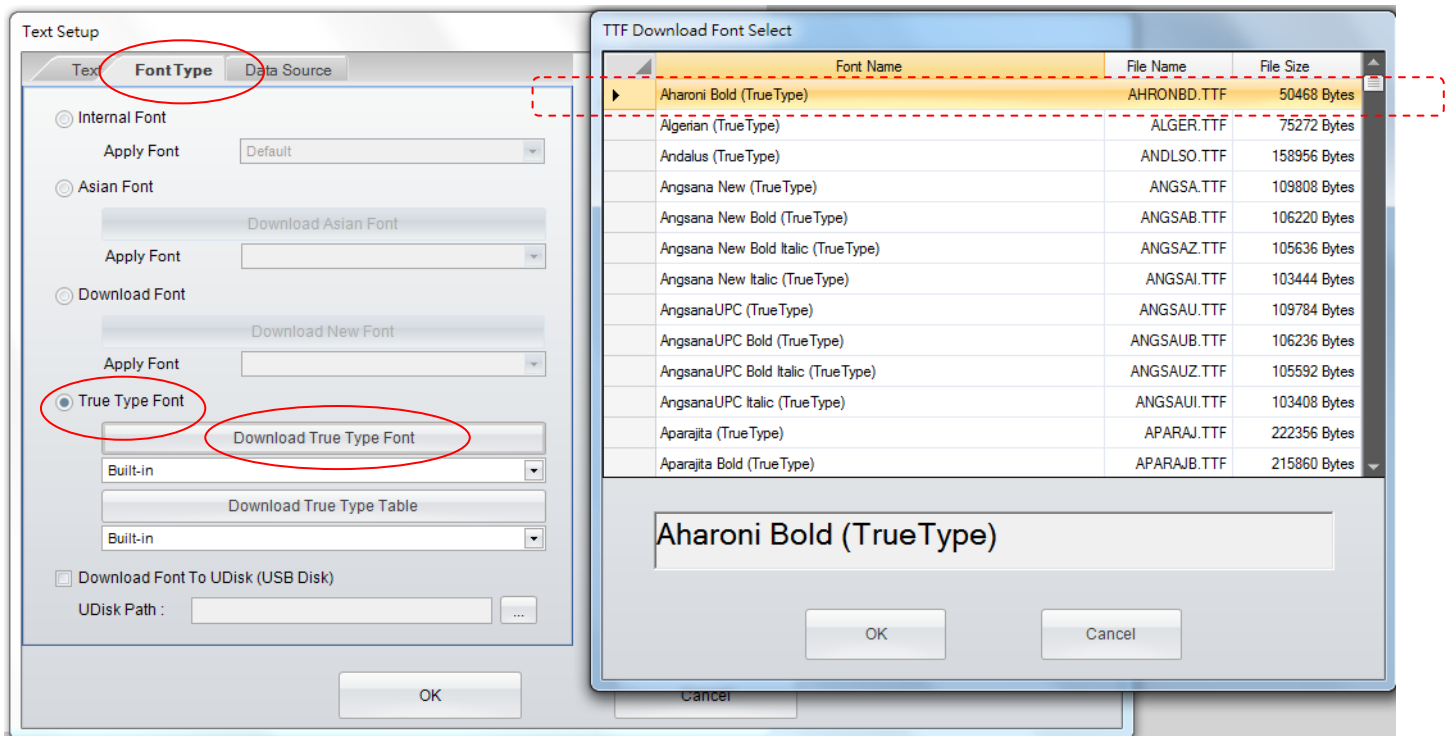 Text Setup
Text FontType Data Source
Internal Font
Apply Font Default
Asian Font
Download Asian Font
Apply Font
Download Font
Download New Font
Apply Font
True Type Font
Download True Type Font
Built-in
Download True Type Table
Built-in
Download Font To UDisk (USB Disk)
UDisk Path : ...
OK Cancel
TTF Download Font Select
Font Name File Name File Size
Aharoni Bold (TrueType) AHRONBD.TTF 50468 Bytes
Algerian (TrueType) ALGER.TTF 75272 Bytes
Andalus (TrueType) ANDLSO.TTF 158956 Bytes
Angsana New (TrueType) ANGSA.TTF 109808 Bytes
Angsana New Bold (TrueType) ANGSAB.TTF 106220 Bytes
Angsana New Bold Italic (TrueType) ANGSAZ.TTF 105636 Bytes
Angsana New Italic (TrueType) ANGSAI.TTF 103444 Bytes
AngsanaUPC (TrueType) ANGSAU.TTF 109784 Bytes
AngsanaUPC Bold (TrueType) ANGSAUB.TTF 106236 Bytes
AngsanaUPC Bold Italic (TrueType) ANGSAUZ.TTF 105592 Bytes
AngsanaUPC Italic (TrueType) ANGSAUI.TTF 103408 Bytes
Aparajita (TrueType) APARAJ.TTF 222356 Bytes
Aparajita Bold (TrueType) APARAJB.TTF 215860 Bytes
Aharoni Bold (TrueType)
OK Cancel